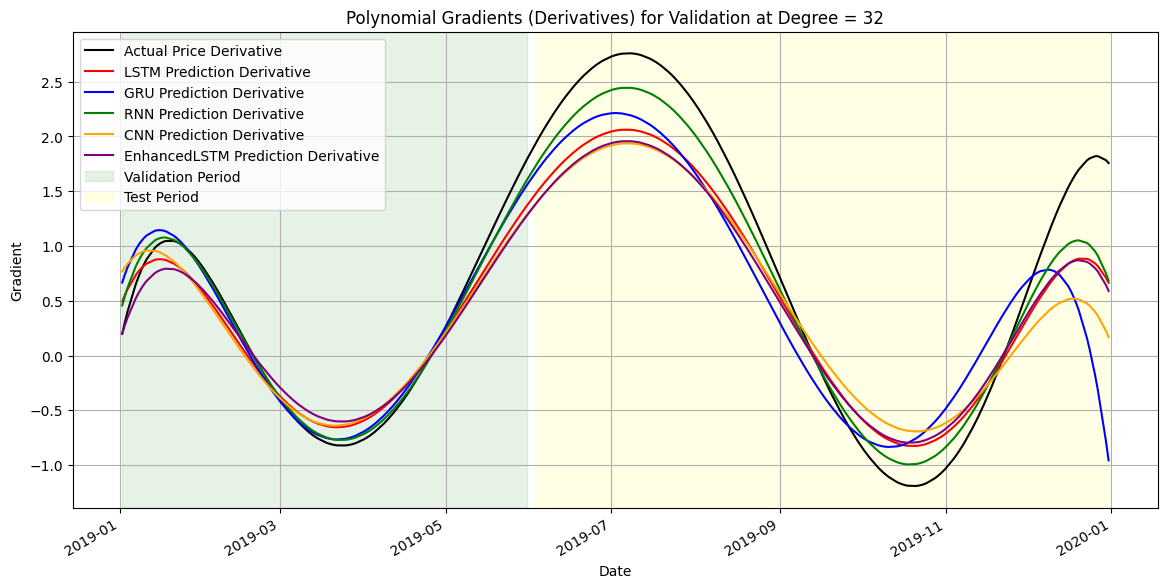 Polynomial Gradients (Derivatives) for Validation at Degree = 32
Actual Price Derivative
LSTM Prediction Derivative
GRU Prediction Derivative
RNN Prediction Derivative
CNN Prediction Derivative
EnhancedLSTM Prediction Derivative
Validation Period
Test Period
Gradient
2.5
2.0
1.5
1.0
0.5
0.0
−0.5
−1.0
2019-01
2019-03
2019-05
2019-07
2019-09
2019-11
2020-01
Date